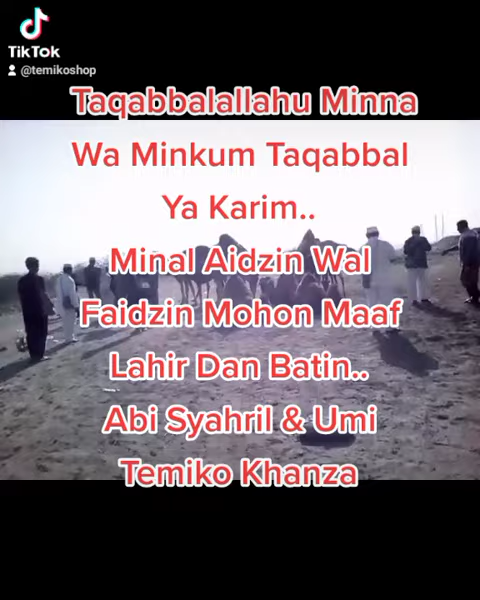 TikTok
@temikoshop
Taqabbalallahu Minna
Wa Minkum Taqabbal
Ya Karim..
Minal Aidzin Wal
Faidzin Mohon Maaf
Lahir Dan Batin..
Abi Syahril & Umi
Temiko Khanza